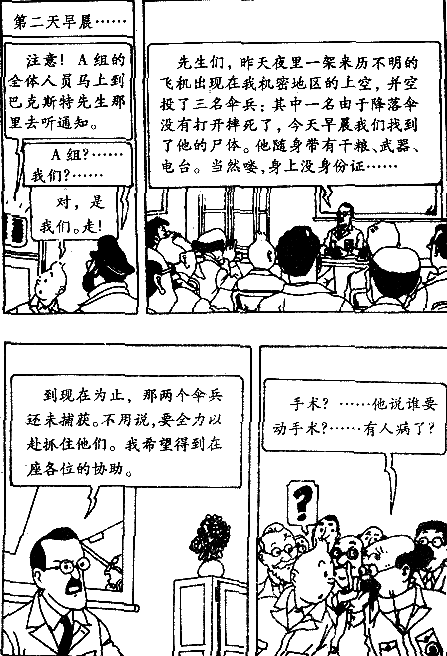 第二天早晨……
注意！A组的
全体人员马上到
巴克斯特先生那
里去听通知。
A组？……
我们？……
对，是
我们。走！
先生们，昨天夜里一架来历不明的
飞机出现在我机密地区的上空，并空
投了三名伞兵；其中一名由于降落伞
没有打开摔死了，今天早晨我们找到
了他的尸体。他随身带有干粮、武器、
电台。当然喽，身上没身份证……
到现在为止，那两个伞兵
还未捕获。不用说，要全力以
赴抓住他们。我希望得到在
座各位的协助。
手术？……他说谁要
动手术？……有人病了？
?